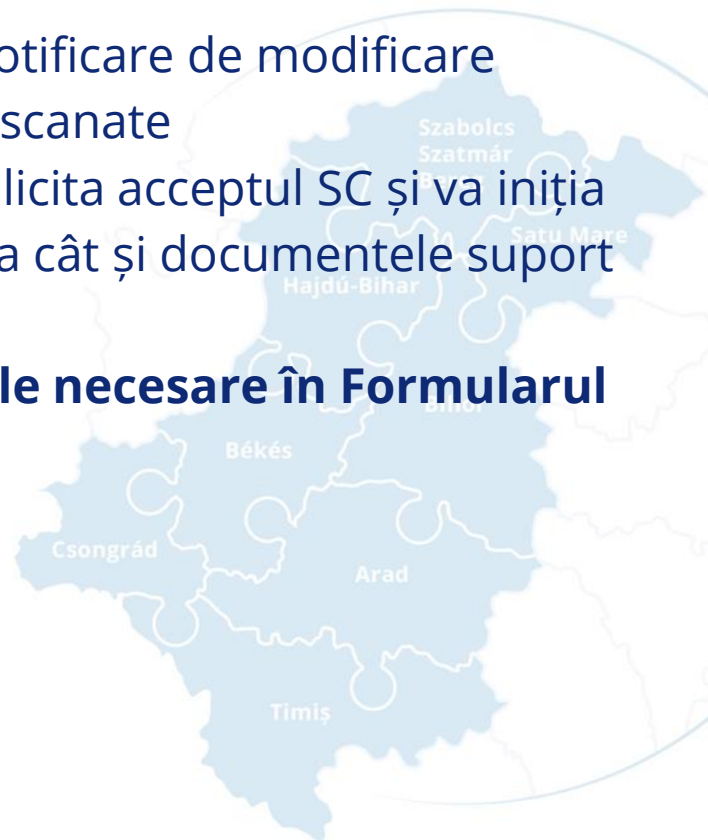 otificare de modificare
scanate
licita acceptul SC și va iniția
a cât și documentele suport
le necesare în Formularul
Szabolcs
Szatmár
Satu Mare
Hajdú-Bihar
Bihor
Békés
Csongrád
Arad
Timiș